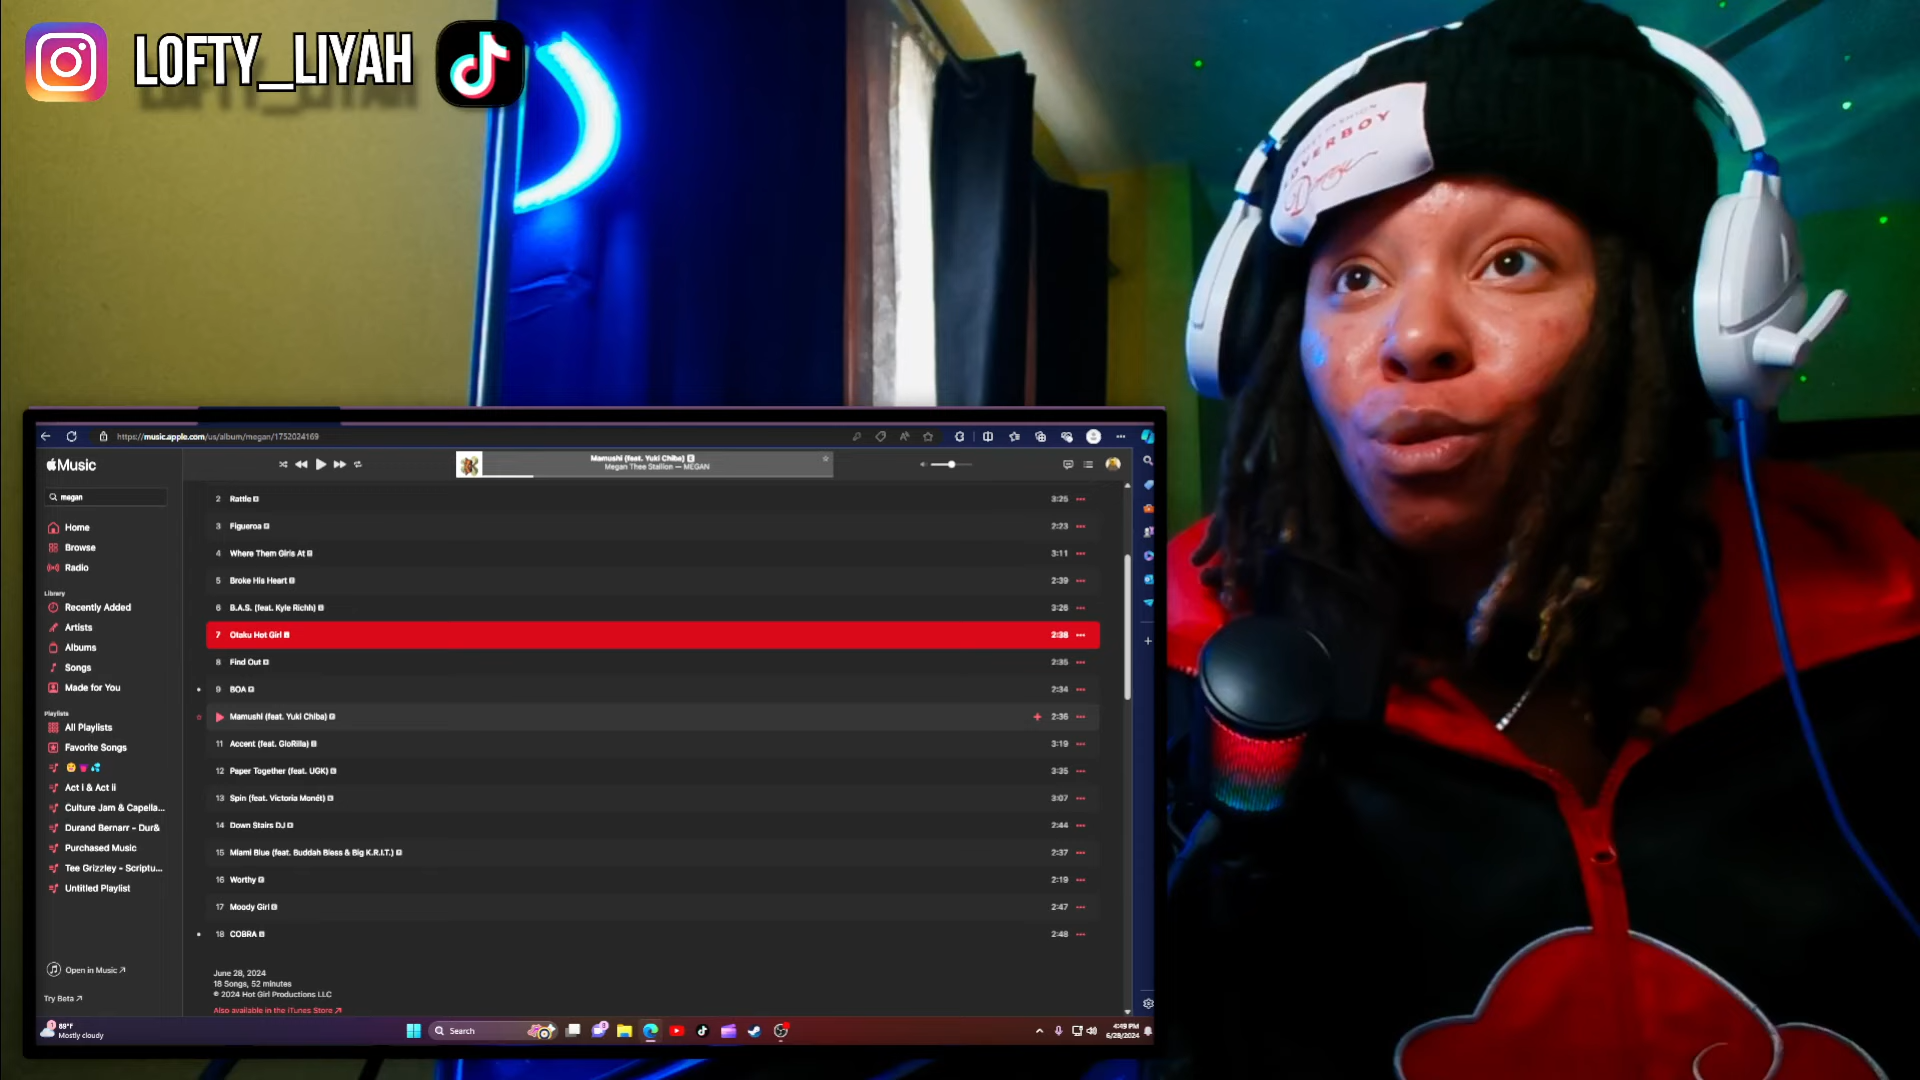 LOFTY_LIYAH
OVERBOY
https://music.apple.com/us/album/megan/1752024169
Music
Mamushi (feat. Yuki Chiba) E
Megan Thee Stallion — MEGAN
megan
Home
Browse
Radio
Library
Recently Added
Artists
Albums
Songs
Made for You
Playlists
All Playlists
Favorite Songs
Act i & Act ii
Culture Jam & Capella...
Durand Bernarr - Dur&
Purchased Music
Tee Grizzley - Scriptu...
Untitled Playlist
Open in Music ↗
Try Beta ↗
2 Rattle E 3:25
3 Figueroa E 2:23
4 Where Them Girls At E 3:11
5 Broke His Heart E 2:39
6 B.A.S. (feat. Kyle Richh) E 3:26
7 Otaku Hot Girl E 2:38
8 Find Out E 2:35
9 BOA E 2:34
Mamushi (feat. Yuki Chiba) E 2:36
11 Accent (feat. GloRilla) E 3:19
12 Paper Together (feat. UGK) E 3:35
13 Spin (feat. Victoria Monét) E 3:07
14 Down Stairs DJ E 2:44
15 Miami Blue (feat. Buddah Bless & Big K.R.I.T.) E 2:37
16 Worthy E 2:19
17 Moody Girl E 2:47
18 COBRA E 2:48
June 28, 2024
18 Songs, 52 minutes
℗ 2024 Hot Girl Productions LLC
Also available in the iTunes Store ↗
89°F
Mostly cloudy
Search
4:49 PM
6/28/2024